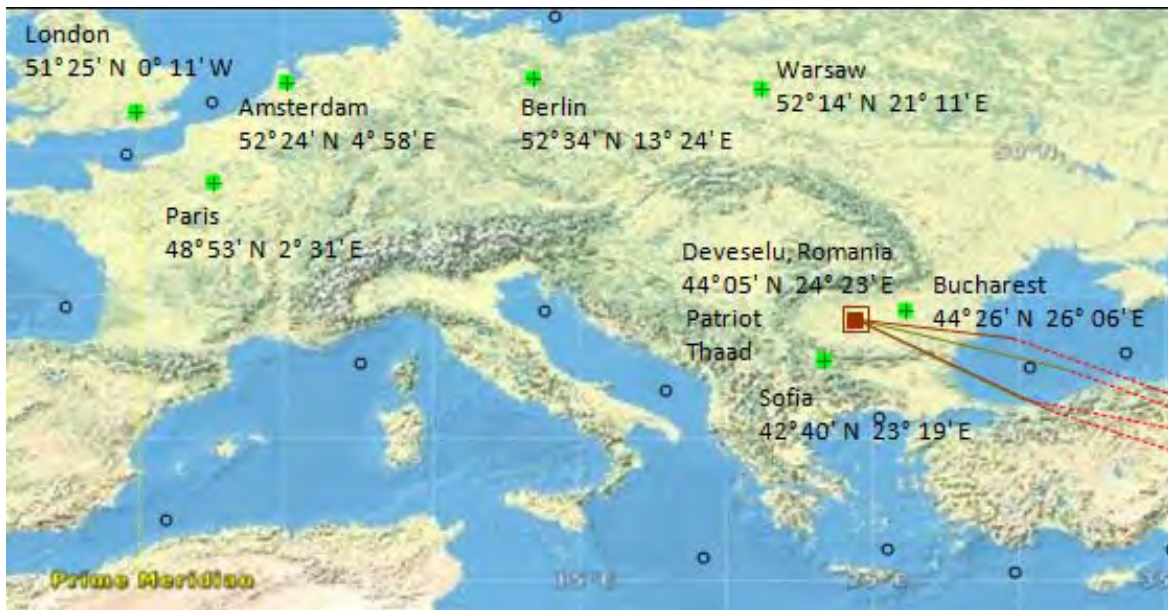 London
51° 25' N 0° 11' W
Amsterdam
52° 24' N 4° 58' E
Berlin
52° 34' N 13° 24' E
Warsaw
52° 14' N 21° 11' E
Paris
48° 53' N 2° 31' E
Deveselu, Romania
44° 05' N 24° 23' E
Patriot
Thaad
Bucharest
44° 26' N 26° 06' E
Sofia
42° 40' N 23° 19' E
Prime Meridian
15°E
25°E